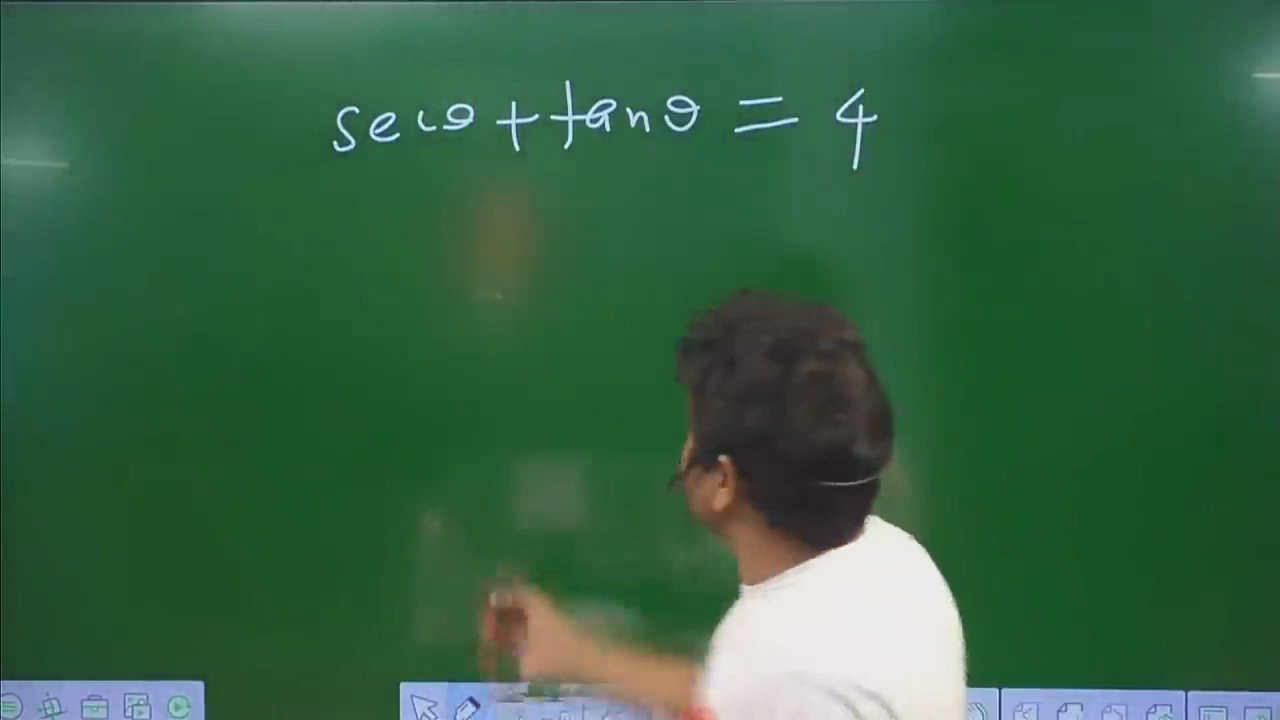 secθ + tanθ = 4